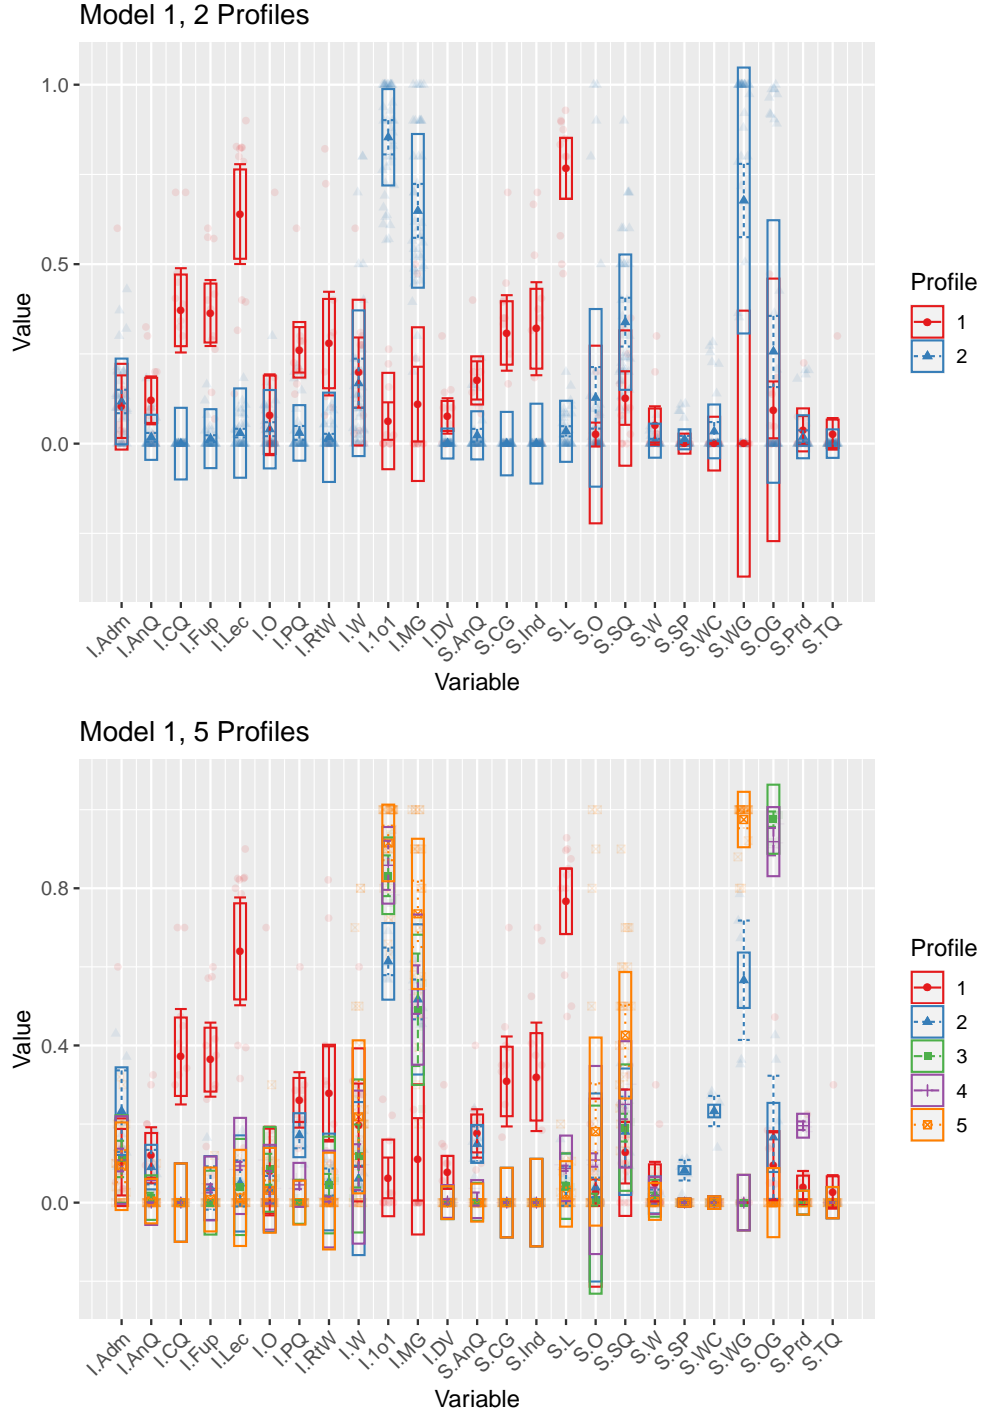 Model 1, 2 Profiles
1.0
0.5
0.0
Value
I.Adm
I.AnQ
I.CQ
I.Fup
I.Lec
I.O
I.PQ
I.RtW
I.W
I.1o1
I.MG
I.DV
S.AnQ
S.CG
S.Ind
S.L
S.O
S.SQ
S.W
S.SP
S.WC
S.WG
S.OG
S.Prd
S.TQ
Variable
Profile
1
2
Model 1, 5 Profiles
0.8
0.4
0.0
Value
I.Adm
I.AnQ
I.CQ
I.Fup
I.Lec
I.O
I.PQ
I.RtW
I.W
I.1o1
I.MG
I.DV
S.AnQ
S.CG
S.Ind
S.L
S.O
S.SQ
S.W
S.SP
S.WC
S.WG
S.OG
S.Prd
S.TQ
Variable
Profile
1
2
3
4
5